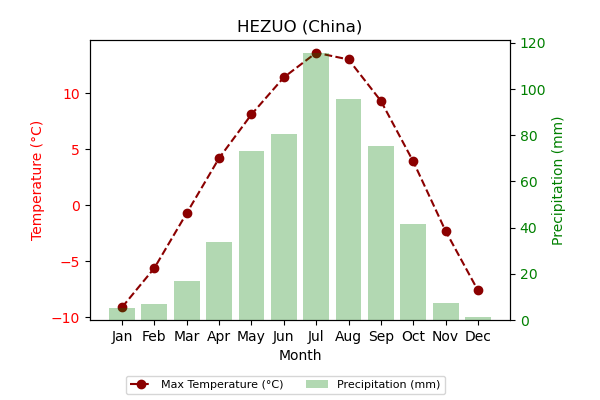 HEZUO (China)
Temperature (°C)
10
5
0
−5
−10
120
100
80
60
40
20
0
Precipitation (mm)
Jan Feb Mar Apr May Jun Jul Aug Sep Oct Nov Dec
Month
Max Temperature (°C) Precipitation (mm)